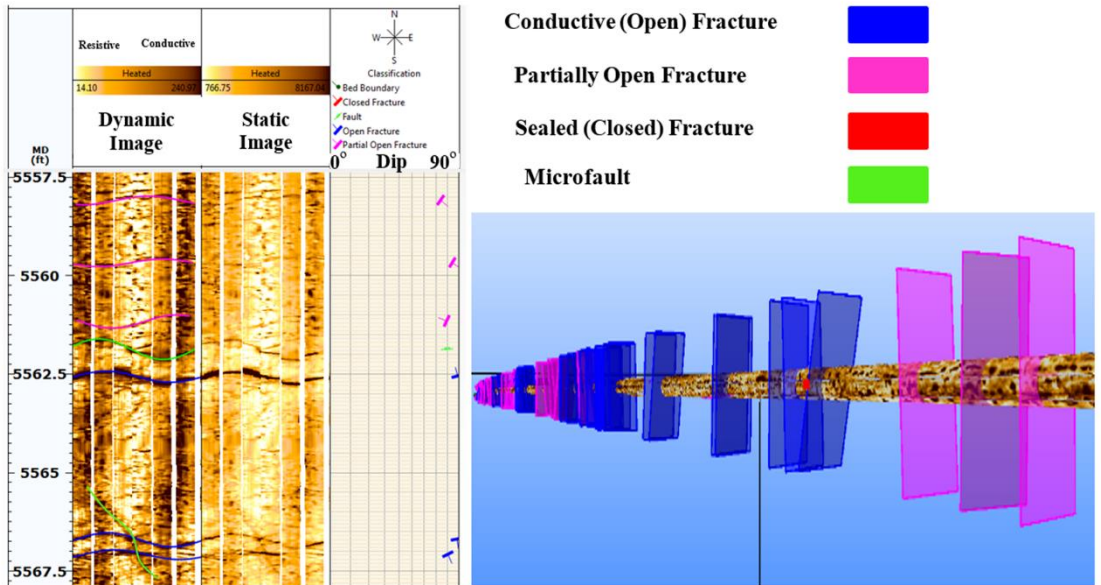 Resistive Conductive
Heated
14.10 240.97
Dynamic
Image
Heated
766.75 8167.04
Static
Image
N
W E
S
Classification
Bed Boundary
Closed Fracture
Fault
Open Fracture
Partial Open Fracture
0° Dip 90°
MD
(ft)
5557.5
5560
5562.5
5565
5567.5
Conductive (Open) Fracture
Partially Open Fracture
Sealed (Closed) Fracture
Microfault